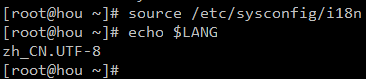 [root@hou ~]# source /etc/sysconfig/i18n
[root@hou ~]# echo $LANG
zh_CN.UTF-8
[root@hou ~]#